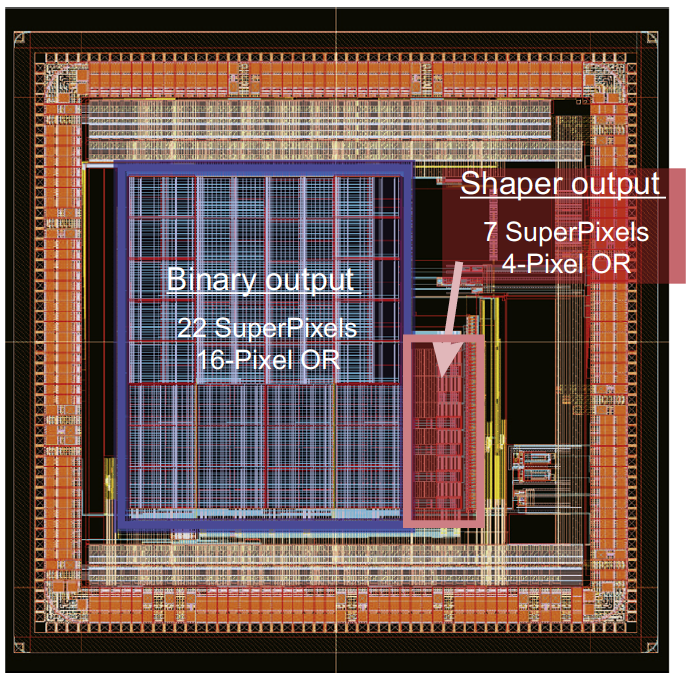 Shaper output
7 SuperPixels
4-Pixel OR
Binary output
22 SuperPixels
16-Pixel OR